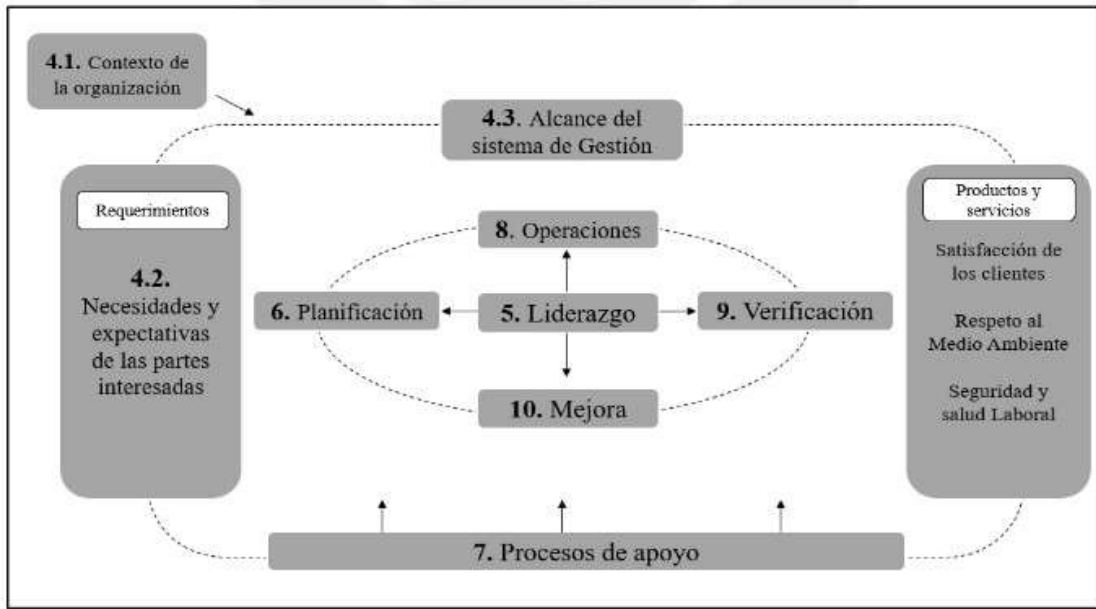 4.1. Contexto de
la organización
4.3. Alcance del
sistema de Gestión
Requerimientos
4.2.
Necesidades y
expectativas
de las partes
interesadas
8. Operaciones
6. Planificación
5. Liderazgo
9. Verificación
10. Mejora
Productos y
servicios
Satisfacción de
los clientes
Respeto al
Medio Ambiente
Seguridad y
salud Laboral
7. Procesos de apoyo